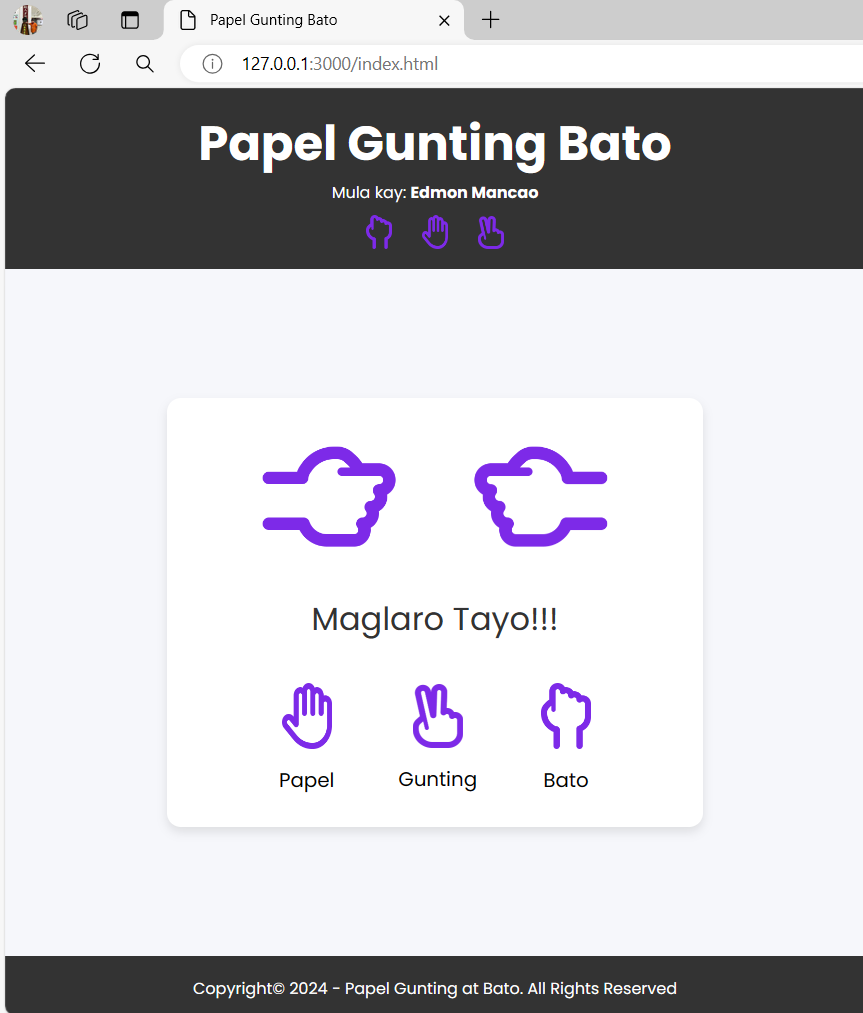 Papel Gunting Bato
127.0.0.1:3000/index.html
Papel Gunting Bato
Mula kay: Edmon Mancao
Maglaro Tayo!!!
Papel Gunting Bato
Copyright© 2024 - Papel Gunting at Bato. All Rights Reserved